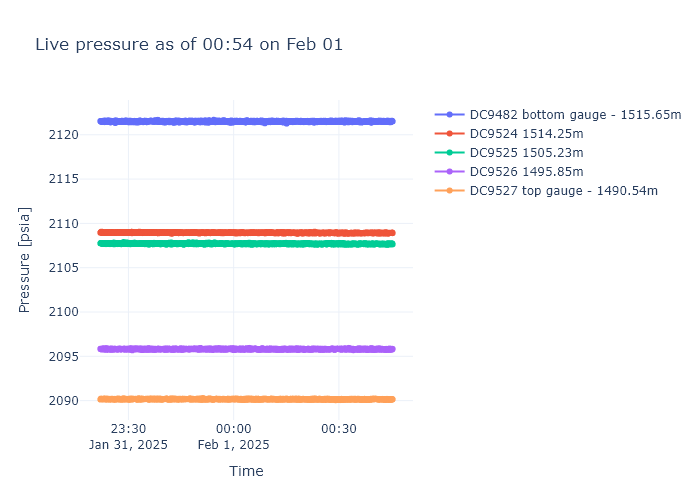 Live pressure as of 00:54 on Feb 01
DC9482 bottom gauge - 1515.65m
DC9524 1514.25m
DC9525 1505.23m
DC9526 1495.85m
DC9527 top gauge - 1490.54m
Pressure [psia]
2120
2115
2110
2105
2100
2095
2090
23:30 00:00 00:30
Jan 31, 2025 Feb 1, 2025
Time